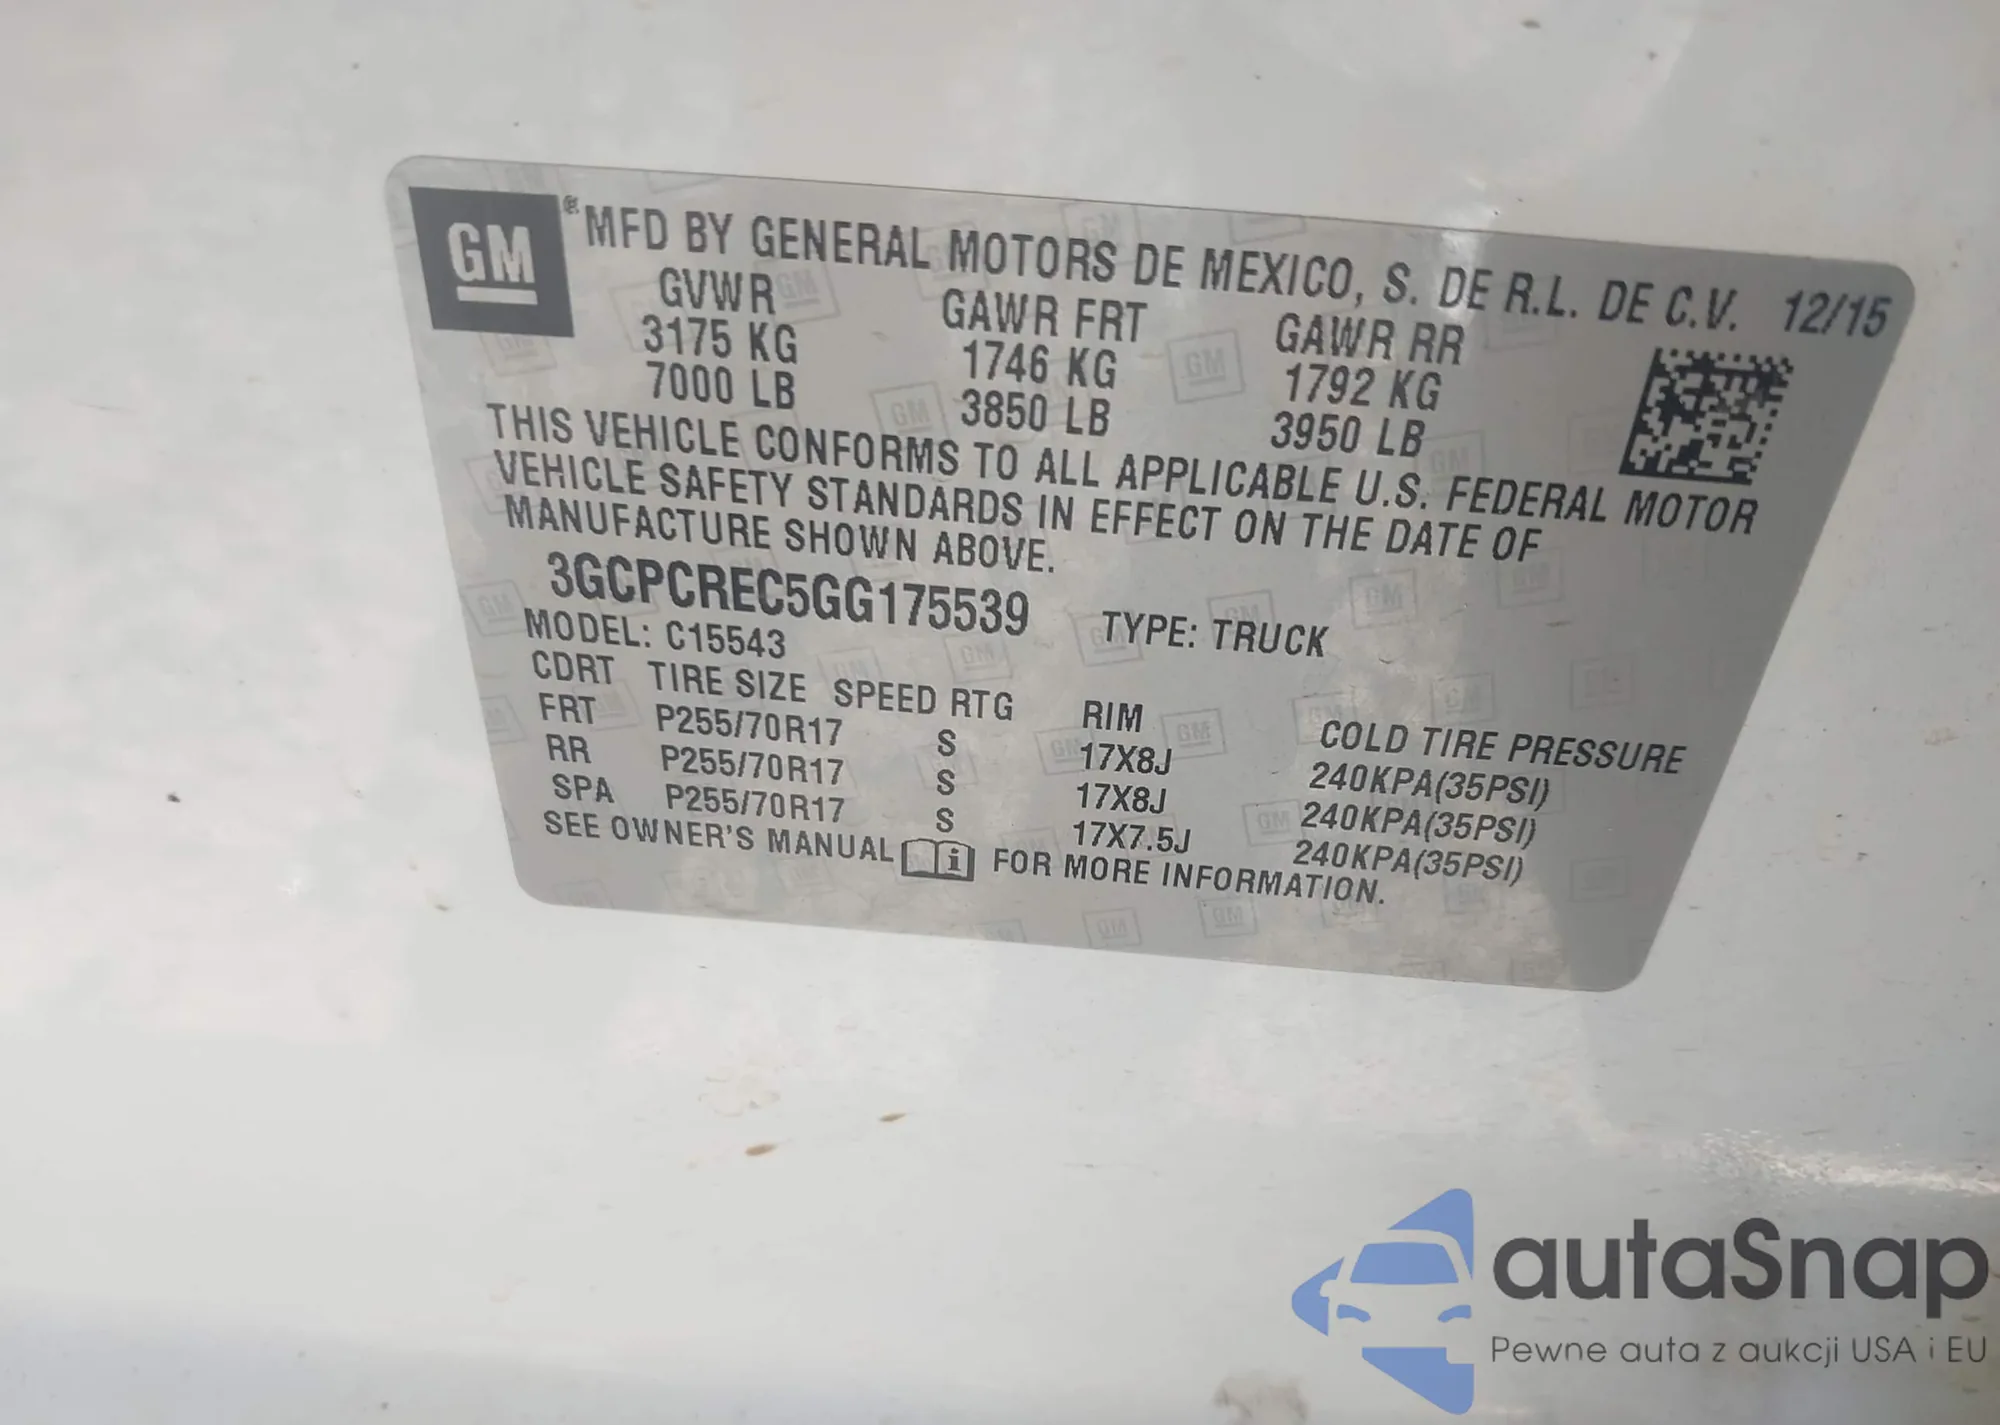 GM® MFD BY GENERAL MOTORS DE MEXICO, S. DE R.L. DE C.V. 12/15
GVWR GAWR FRT GAWR RR
3175 KG 1746 KG 1792 KG
7000 LB 3850 LB 3950 LB
THIS VEHICLE CONFORMS TO ALL APPLICABLE U.S. FEDERAL MOTOR
VEHICLE SAFETY STANDARDS IN EFFECT ON THE DATE OF
MANUFACTURE SHOWN ABOVE.
3GCPCREC5GG175539 TYPE: TRUCK
MODEL: C15543
CDRT TIRE SIZE SPEED RTG RIM COLD TIRE PRESSURE
FRT P255/70R17 S 17X8J 240KPA(35PSI)
RR P255/70R17 S 17X8J 240KPA(35PSI)
SPA P255/70R17 S 17X7.5J 240KPA(35PSI)
SEE OWNER'S MANUAL i FOR MORE INFORMATION.
autaSnap
Pewne auta z aukcji USA i EU